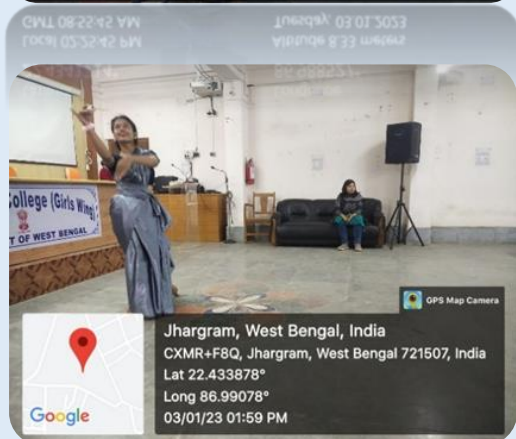 GMT 08:55:45 AM Tuesday, 03.01.2023
Local 02:25:45 PM Altitude 8.33 meters
College (Girls Wing)
OF WEST BENGAL
GPS Map Camera
Jhargram, West Bengal, India
CXMR+F8Q, Jhargram, West Bengal 721507, India
Lat 22.433878°
Long 86.99078°
03/01/23 01:59 PM
Google